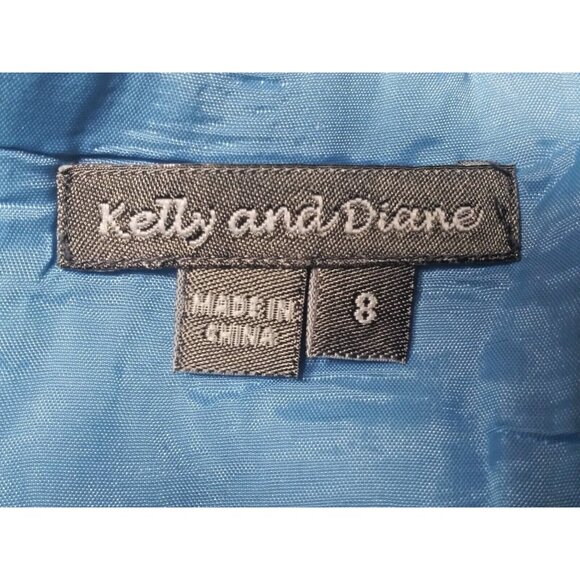 Kelly and Diane
MADE IN
CHINA
8